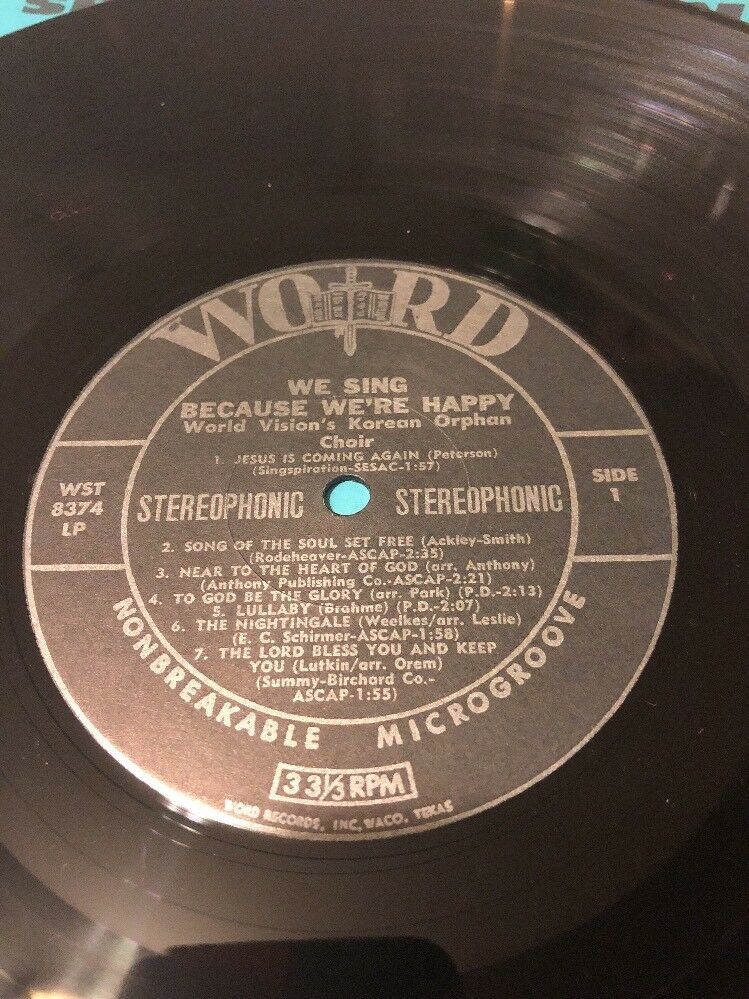 WORD
WE SING
BECAUSE WE'RE HAPPY
World Vision's Korean Orphan
Choir
1. JESUS IS COMING AGAIN (Peterson)
(Singspiration-SESAC-1:57)
WST
8374
LP
STEREOPHONIC STEREOPHONIC
SIDE
1
2. SONG OF THE SOUL SET FREE (Ackley-Smith)
(Rodeheaver-ASCAP-2:35)
3. NEAR TO THE HEART OF GOD (arr. Anthony)
(Anthony Publishing Co.-ASCAP-2:21)
4. TO GOD BE THE GLORY (arr. Park) (P.D.-2:13)
5. LULLABY (Brahms) (P.D.-2:07)
6. THE NIGHTINGALE (Weelkes/arr. Leslie)
(E. C. Schirmer-ASCAP-1:58)
7. THE LORD BLESS YOU AND KEEP
YOU (Lutkin/arr. Orem)
(Summy-Birchard Co.-
ASCAP-1:55)
NONBREAKABLE MICROGROOVE
33⅓ RPM
WORD RECORDS, INC, WACO, TEXAS